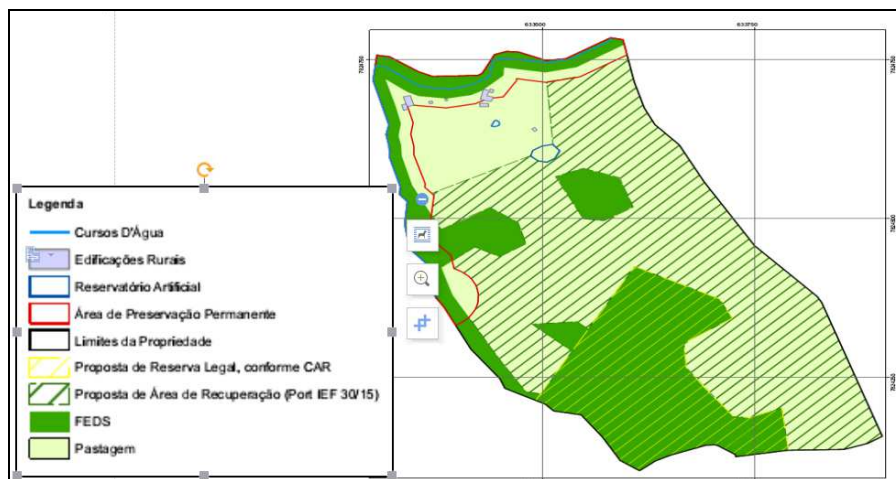 Legenda
Cursos D'Água
Edificações Rurais
Reservatório Artificial
Área de Preservação Permanente
Limites da Propriedade
Proposta de Reserva Legal, conforme CAR
Proposta de Área de Recuperação (Port IEF 30/15)
FEDS
Pastagem